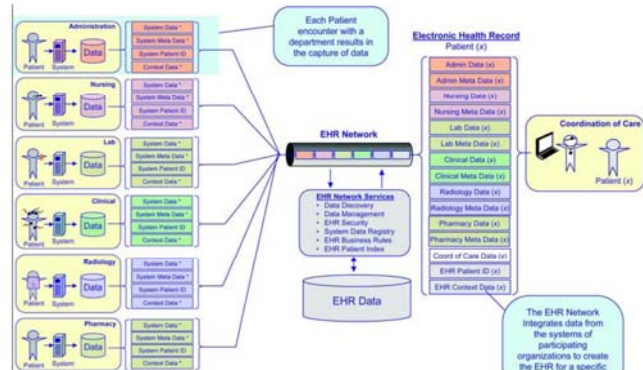 Administration
Patient
System
Data
System Data *
System Meta Data *
System Patient ID
Context Data *
Nursing
Patient
System
Data
System Data *
System Meta Data *
System Patient ID
Context Data *
Lab
Patient
System
Data
System Data *
System Meta Data *
System Patient ID
Context Data *
Clinical
Patient
System
Data
System Data *
System Meta Data *
System Patient ID
Context Data *
Radiology
Patient
System
Data
System Data *
System Meta Data *
System Patient ID
Context Data *
Pharmacy
Patient
System
Data
System Data *
System Meta Data *
System Patient ID
Context Data *
Each Patient
encounter with a
department results in
the capture of data
EHR Network
EHR Network Services
• Data Discovery
• Data Management
• EHR Security
• System Data Registry
• EHR Business Rules
• EHR Patient Index
EHR Data
Electronic Health Record
Patient (x)
Admin Data (x)
Admin Meta Data (x)
Nursing Data (x)
Nursing Meta Data (x)
Lab Data (x)
Lab Meta Data (x)
Clinical Data (x)
Clinical Meta Data (x)
Radiology Data (x)
Radiology Meta Data (x)
Pharmacy Data (x)
Pharmacy Meta Data (x)
Coord of Care Data (x)
EHR Patient ID (x)
EHR Context Data (x)
Coordination of Care
Patient (x)
The EHR Network
Integrates data from
the systems of
participating
organizations to create
the EHR for a specific